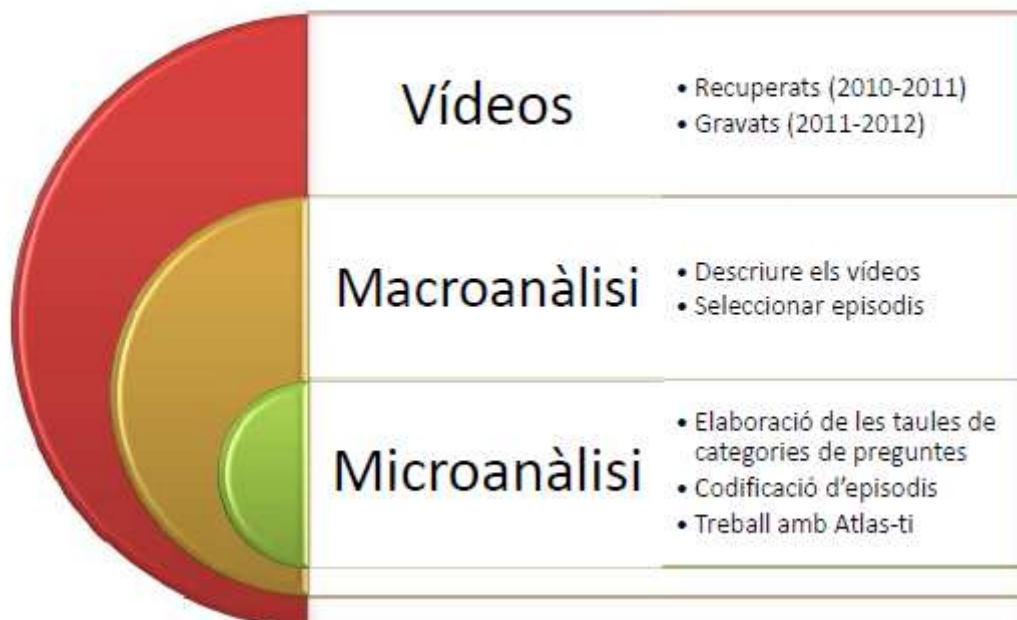 Vídeos
• Recuperats (2010-2011)
• Gravats (2011-2012)
Macroanàlisi
• Descriure els vídeos
• Seleccionar episodis
Microanàlisi
• Elaboració de les taules de
categories de preguntes
• Codificació d'episodis
• Treball amb Atlas-ti